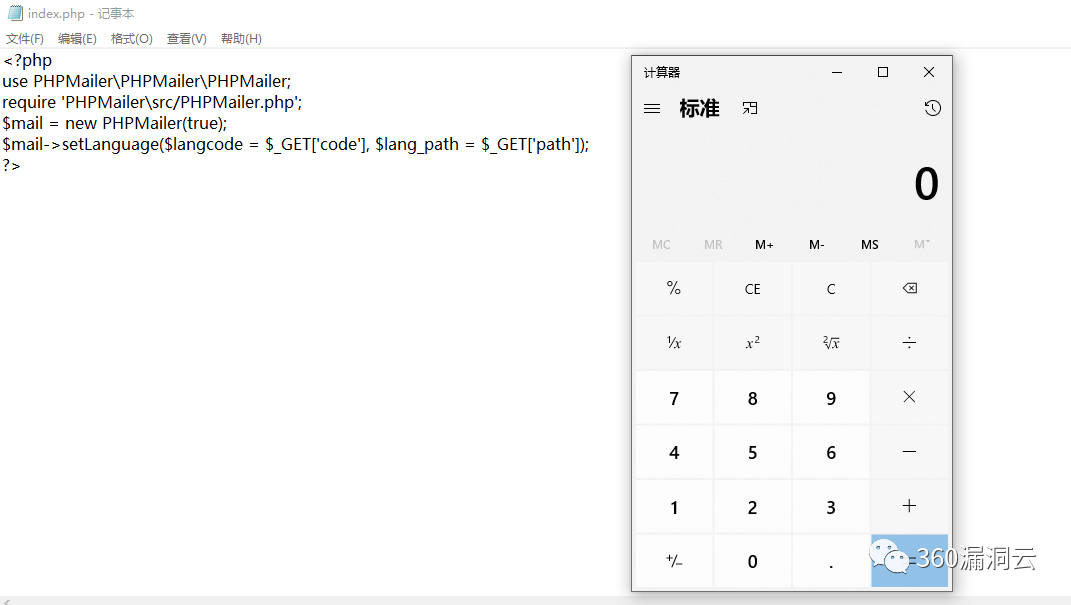 index.php - 记事本
文件(F) 编辑(E) 格式(O) 查看(V) 帮助(H)
<?php
use PHPMailer\PHPMailer\PHPMailer;
require 'PHPMailer\src/PHPMailer.php';
$mail = new PHPMailer(true);
$mail->setLanguage($langcode = $_GET['code'], $lang_path = $_GET['path']);
?>
计算器
标准
0
MC MR M+ M- MS M˅
% CE C
¹/x x² ²√x ÷
7 8 9 ×
4 5 6 −
1 2 3 +
+/− 0 . =
360漏洞云